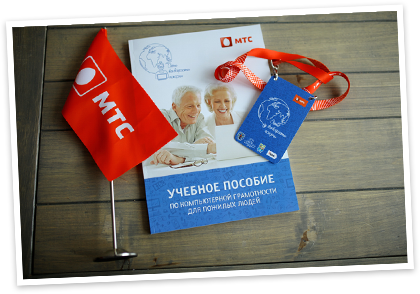 МТС
МТС
УЧЕБНОЕ ПОСОБИЕ
ПО КОМПЬЮТЕРНОЙ ГРАМОТНОСТИ
ДЛЯ ПОЖИЛЫХ ЛЮДЕЙ